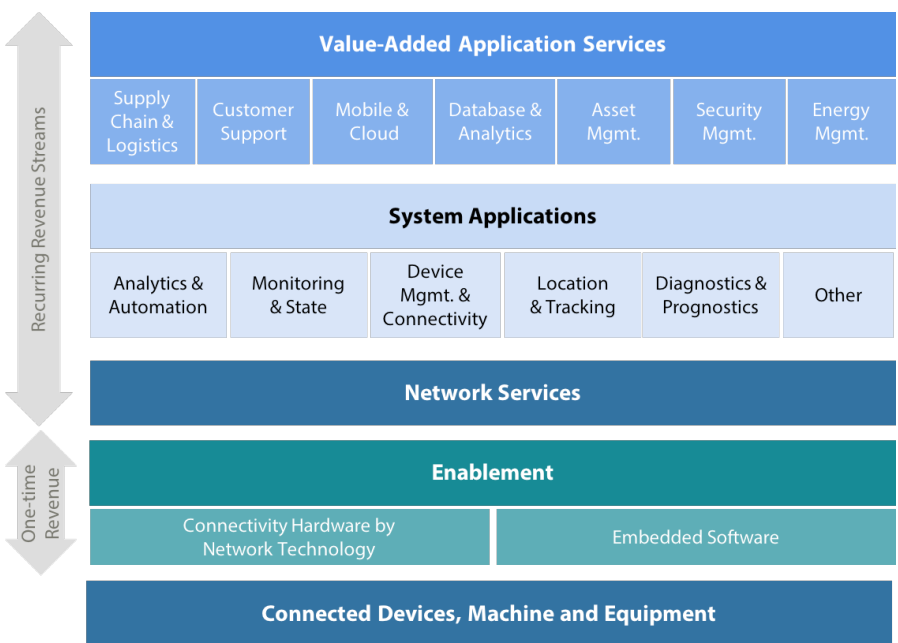 Recurring Revenue Streams
Value-Added Application Services
Supply
Chain &
Logistics
Customer
Support
Mobile &
Cloud
Database &
Analytics
Asset
Mgmt.
Security
Mgmt.
Energy
Mgmt.
System Applications
Analytics &
Automation
Monitoring
& State
Device
Mgmt. &
Connectivity
Location
& Tracking
Diagnostics &
Prognostics
Other
Network Services
One-time
Revenue
Enablement
Connectivity Hardware by
Network Technology
Embedded Software
Connected Devices, Machine and Equipment